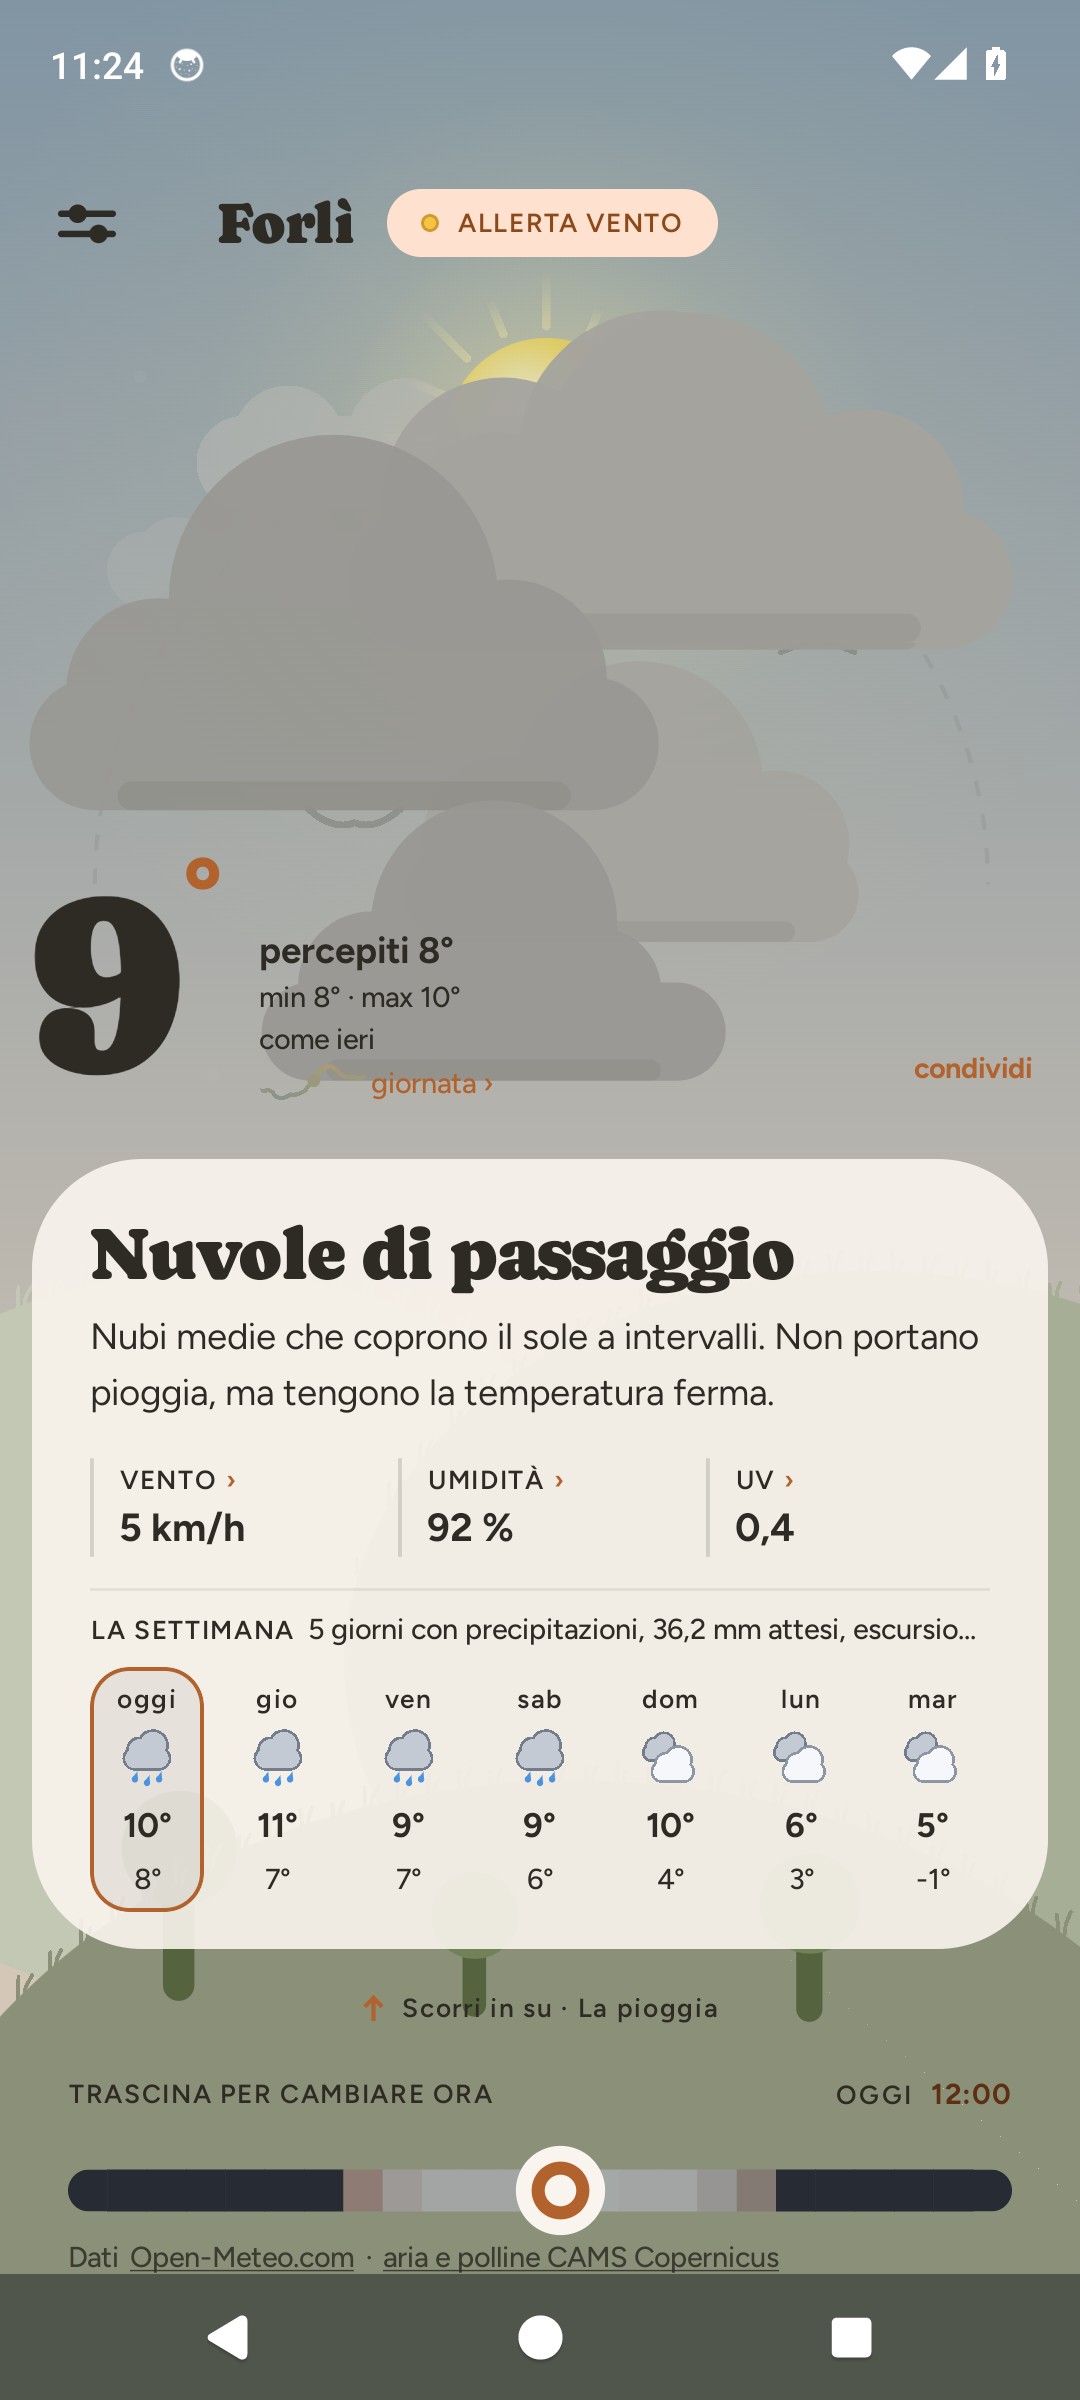 11:24
Forlì
ALLERTA VENTO
9°
percepiti 8°
min 8° · max 10°
come ieri
giornata ›
condividi
Nuvole di passaggio
Nubi medie che coprono il sole a intervalli. Non portano
pioggia, ma tengono la temperatura ferma.
VENTO › UMIDITÀ › UV ›
5 km/h 92 % 0,4
LA SETTIMANA 5 giorni con precipitazioni, 36,2 mm attesi, escursio...
oggi gio ven sab dom lun mar
10° 11° 9° 9° 10° 6° 5°
8° 7° 7° 6° 4° 3° -1°
↑ Scorri in su · La pioggia
TRASCINA PER CAMBIARE ORA OGGI 12:00
Dati Open-Meteo.com · aria e polline CAMS Copernicus